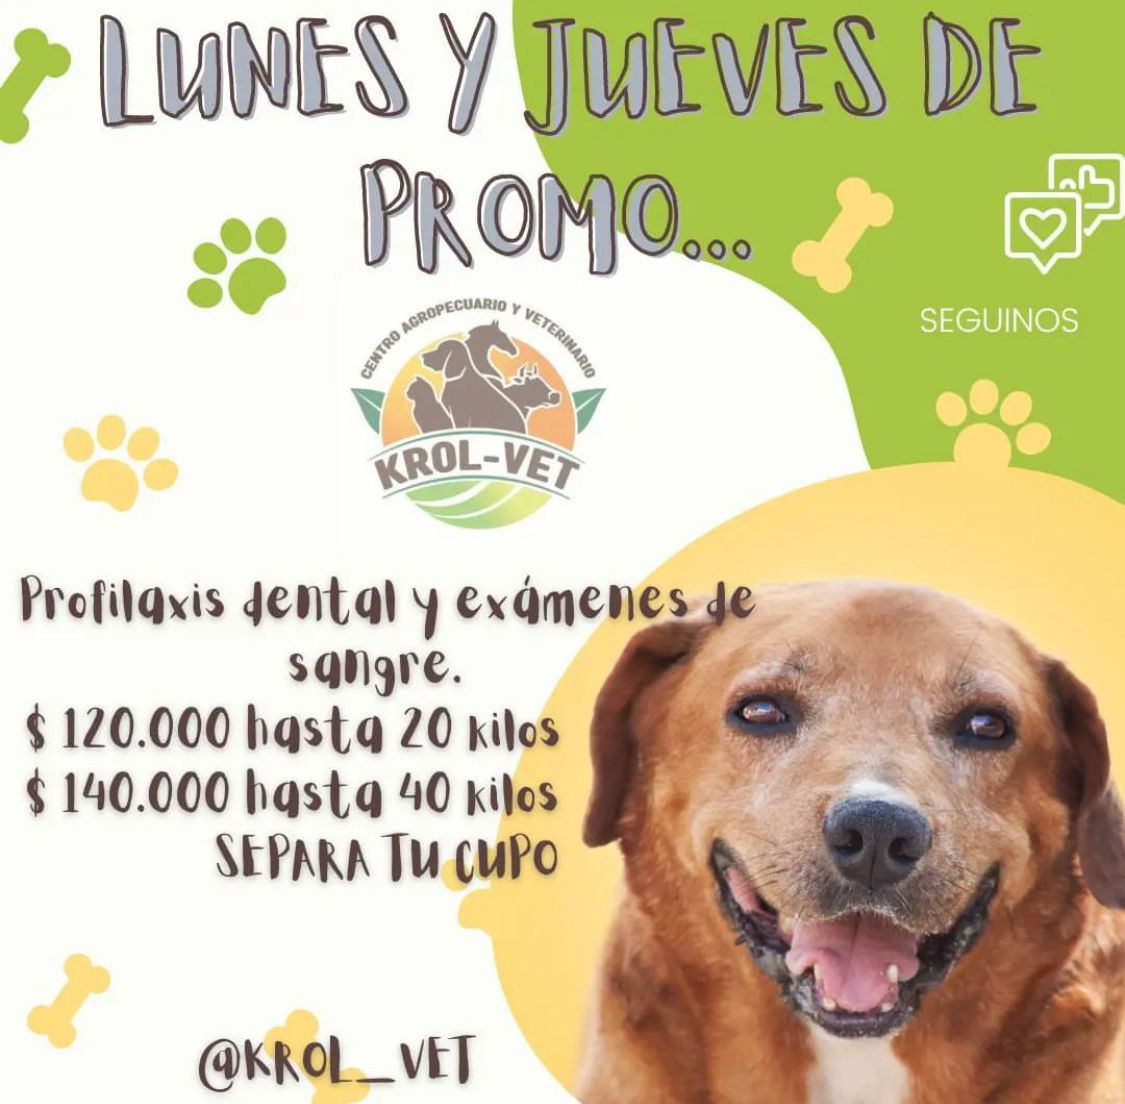 LUNES Y JUEVES DE
PROMO...
SEGUINOS
CENTRO AGROPECUARIO Y VETERINARIO
KROL-VET
Profilaxis dental y exámenes de
sangre.
$ 120.000 hasta 20 kilos
$ 140.000 hasta 40 kilos
SEPARA TU CUPO
@KROL_VET